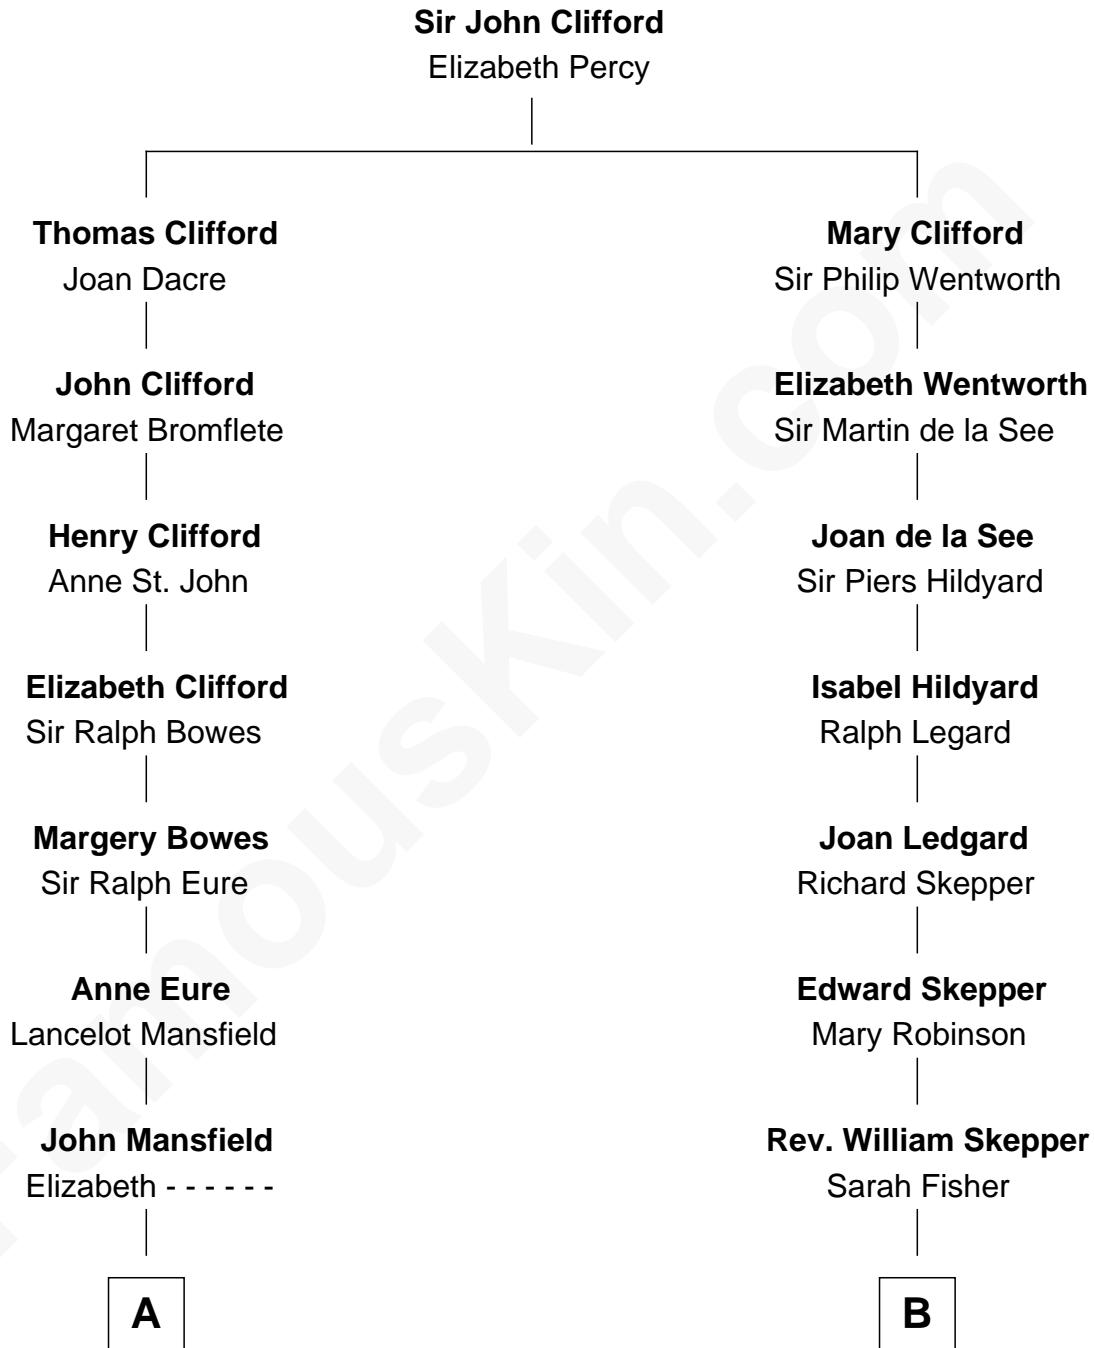 Sir John Clifford
Elizabeth Percy
Thomas Clifford
Joan Dacre
John Clifford
Margaret Bromflete
Henry Clifford
Anne St. John
Elizabeth Clifford
Sir Ralph Bowes
Margery Bowes
Sir Ralph Eure
Anne Eure
Lancelot Mansfield
John Mansfield
Elizabeth - - - - - -
A
Mary Clifford
Sir Philip Wentworth
Elizabeth Wentworth
Sir Martin de la See
Joan de la See
Sir Piers Hildyard
Isabel Hildyard
Ralph Legard
Joan Ledgard
Richard Skepper
Edward Skepper
Mary Robinson
Rev. William Skepper
Sarah Fisher
B
FamousKin.com